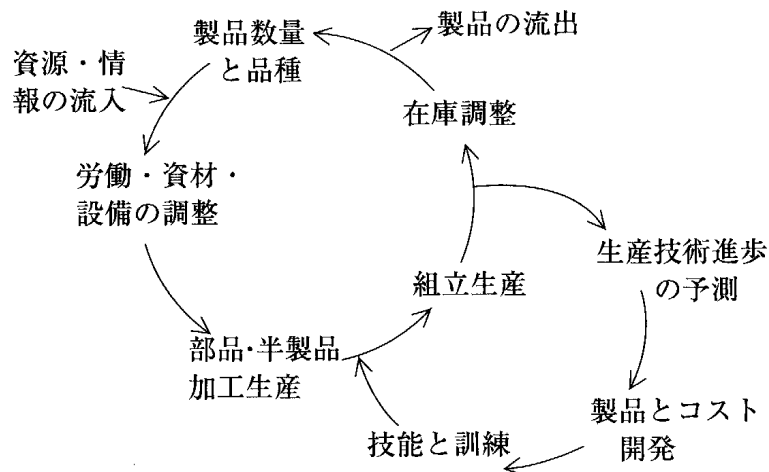 製品数量
と品種
製品の流出
資源・情
報の流入
在庫調整
労働・資材・
設備の調整
生産技術進歩
の予測
組立生産
部品・半製品
加工生産
製品とコスト
開発
技能と訓練